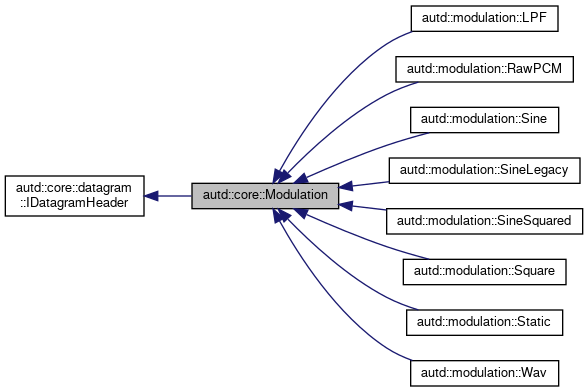 autd::modulation::LPF
autd::modulation::RawPCM
autd::modulation::Sine
autd::modulation::SineLegacy
autd::core::datagram
::IDatagramHeader
autd::core::Modulation
autd::modulation::SineSquared
autd::modulation::Square
autd::modulation::Static
autd::modulation::Wav